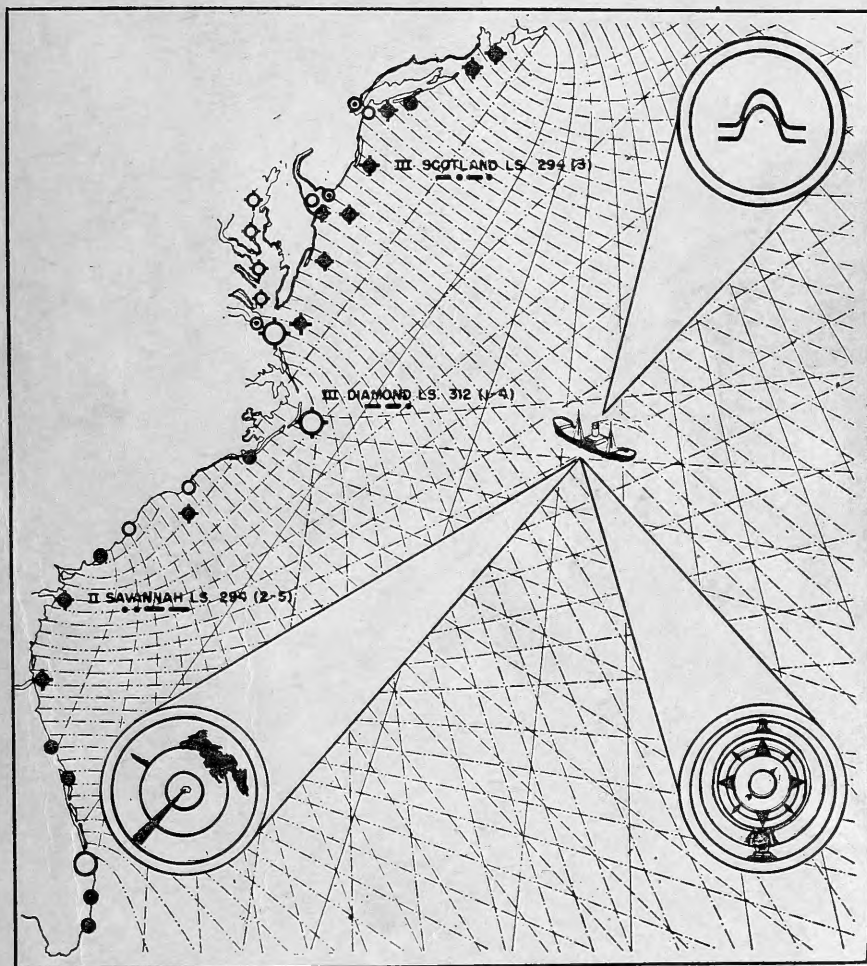 III SCOTLAND LS. 294 (3)
III DIAMOND LS. 312 (1-4)
II SAVANNAH LS. 294 (2-5)